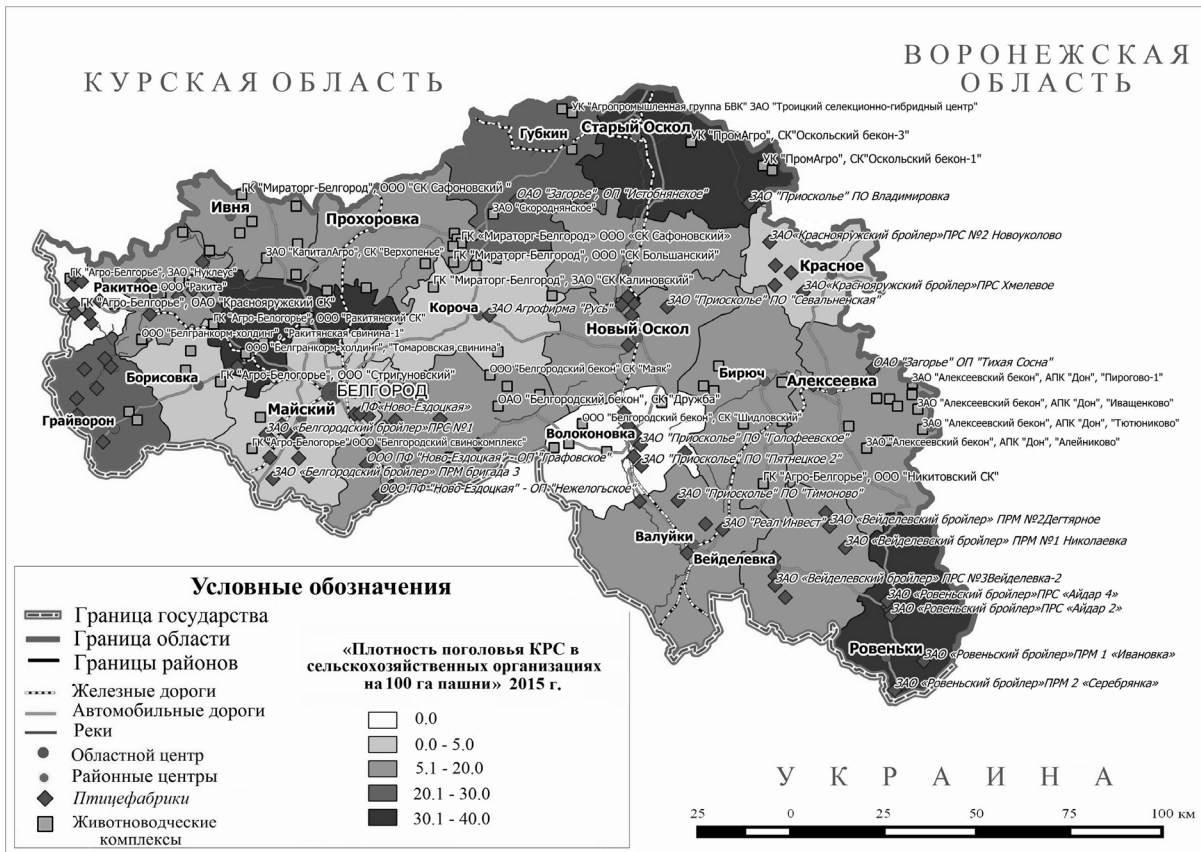 КУРСКАЯ ОБЛАСТЬ
ВОРОНЕЖСКАЯ
ОБЛАСТЬ
УК "Агропромышленная группа БВК" ЗАО "Троицкий селекционно-гибридный центр"
Губкин
Старый Оскол
УК "ПромАгро", СК"Оскольский бекон-3"
УК "ПромАгро", СК"Оскольский бекон-1"
ГК "Мираторг-Белгород", ООО "СК Сафоновский "
ОАО "Загорье", ОП "Истобнянское"
ЗАО "Приосколье" ПО Владимировка
Ивня
Прохоровка
ЗАО "Скороднянское"
ГК «Мираторг-Белгород» ООО «СК Сафоновский»
ЗАО«Краснояружский бройлер»ПРС №2 Новоуколово
ЗАО "КапиталАгро", СК "Верхопенье"
ГК "Мираторг-Белгород", ООО "СК Большанский"
Красное
ГК "Агро-Белгорье", ЗАО "Нуклеус"
ГК "Мираторг-Белгород", ЗАО "СК Калиновский"
Ракитное
ООО "Ракита"
ЗАО«Краснояружский бройлер»ПРС Хмелевое
ГК "Агро-Белогорье", ОАО "Краснояружский СК"
Короча
ЗАО Агрофирма "Русь"
ЗАО "Приосколье" ПО "Севальненская"
ГК "Агро-Белогорье", ООО "Ракитянский СК"
Новый Оскол
ООО "Белгранкорм-холдинг", "Ракитянская свинина-1"
ООО "Белгранкорм-холдинг", "Томаровская свинина"
ОАО "Загорье" ОП "Тихая Сосна"
Борисовка
ГК "Агро-Белогорье", ООО "Стригуновский"
ООО "Белгородский бекон" СК "Маяк"
Бирюч
Алексеевка
ЗАО "Алексеевский бекон", АПК "Дон", "Пирогово-1"
БЕЛГОРОД
ОАО "Белгородский бекон", СК "Дружба"
ЗАО "Алексеевский бекон", АПК "Дон", "Иващенково"
Грайворон
Майский
ПФ«Ново-Ездоцкая»
ООО "Белгородский бекон", СК "Шидловский"
ЗАО "Алексеевский бекон", АПК "Дон", "Тютюниково"
ЗАО «Белгородский бройлер»ПРС №1
Волоконовка
ЗАО "Приосколье" ПО "Голофеевское"
ЗАО "Алексеевский бекон", АПК "Дон", "Алейниково"
ГК "Агро-Белогорье" ООО "Белгородский свинокомплекс"
ООО ПФ "Ново-Ездоцкая" - ОП "Графовское"
ЗАО "Приосколье" ПО "Пятнецкое 2"
ЗАО «Белгородский бройлер» ПРМ бригада 3
ГК "Агро-Белгорье", ООО "Никитовский СК"
ООО ПФ"Ново-Ездоцкая" - ОП"Нежелогьское"
ЗАО "Приосколье" ПО "Тимоново"
ЗАО "Реал Инвест"
ЗАО «Вейделевский бройлер» ПРМ №2Дегтярное
Валуйки
ЗАО «Вейделевский бройлер» ПРМ №1 Николаевка
Вейделевка
ЗАО «Вейделевский бройлер» ПРС №3Вейделевка-2
ЗАО «Ровеньский бройлер»ПРС «Айдар 4»
ЗАО «Ровеньский бройлер»ПРС «Айдар 2»
Ровеньки
ЗАО «Ровеньский бройлер»ПРМ 1 «Ивановка»
ЗАО «Ровеньский бройлер»ПРМ 2 «Серебрянка»
Условные обозначения
Граница государства
Граница области
Границы районов
Железные дороги
Автомобильные дороги
Реки
Областной центр
Районные центры
Птицефабрики
Животноводческие
комплексы
«Плотность поголовья КРС в
сельскохозяйственных организациях
на 100 га пашни» 2015 г.
0.0
0.0 - 5.0
5.1 - 20.0
20.1 - 30.0
30.1 - 40.0
УКРАИНА
25 0 25 50 75 100 км